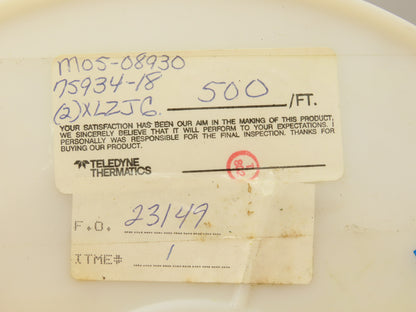 M05-08930
M5934-18 500
(2)XLZJG /FT.
YOUR SATISFACTION HAS BEEN OUR AIM IN THE MAKING OF THIS PRODUCT.
WE SINCERELY BELIEVE THAT IT WILL PERFORM TO YOUR EXPECTATIONS. I
PERSONALLY WAS RESPONSIBLE FOR THE FINAL INSPECTION. THANKS FOR
BUYING OUR PRODUCT.
TELEDYNE
THERMATICS
F.O. 23149
ITME# 1